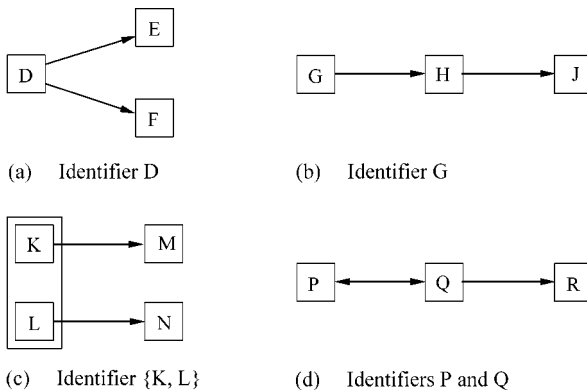 E
D
F
(a) Identifier D
G H J
(b) Identifier G
K M
L N
(c) Identifier {K, L}
P Q R
(d) Identifiers P and Q